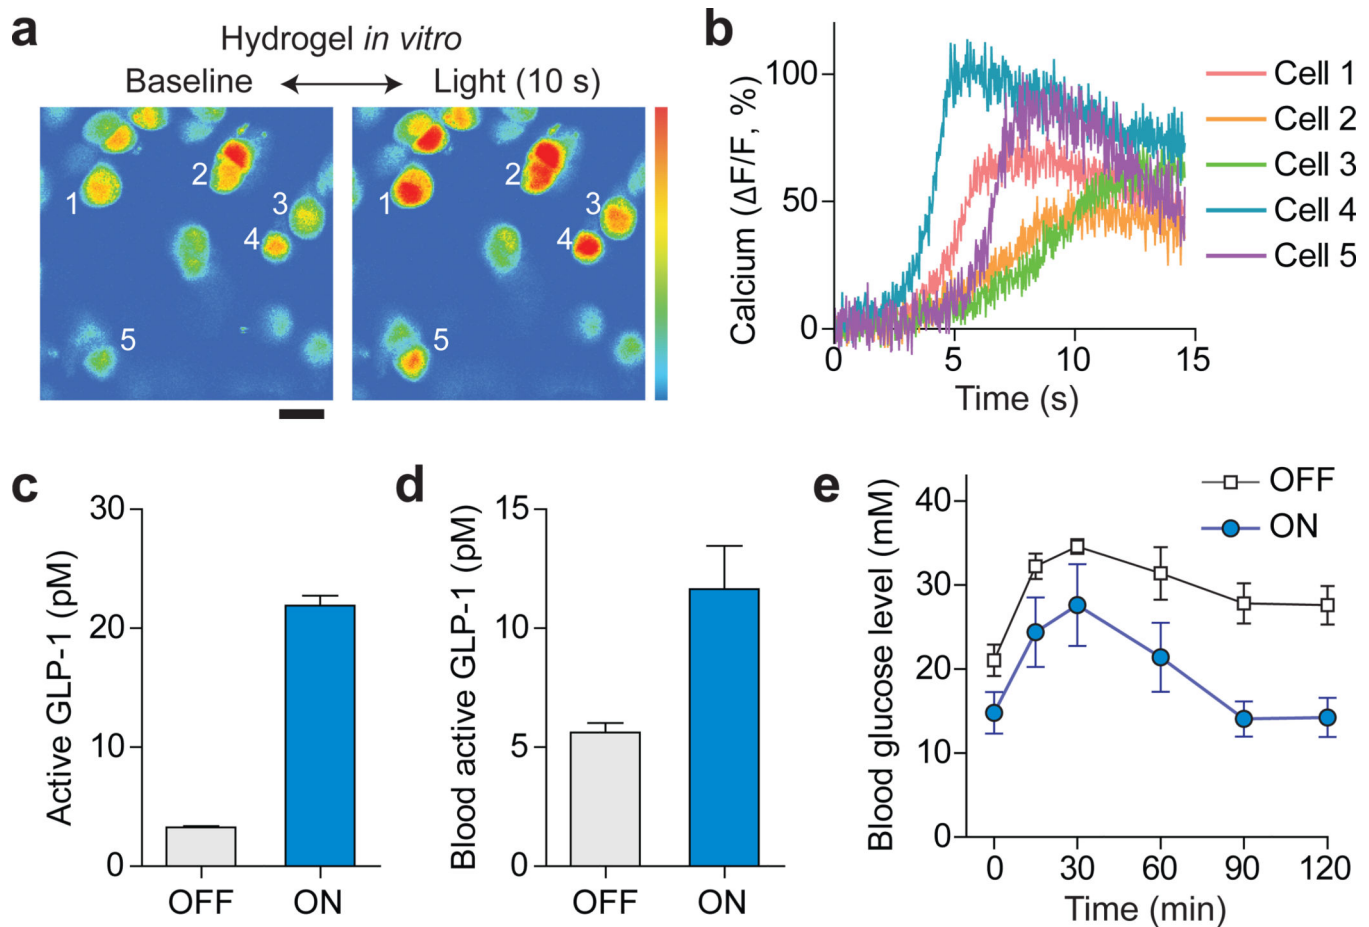 a
Hydrogel in vitro
Baseline
Light (10 s)
1
2
3
4
5
1
2
3
4
5
b
Calcium (ΔF/F, %)
100
50
0
0
5
10
15
Time (s)
Cell 1
Cell 2
Cell 3
Cell 4
Cell 5
c
Active GLP-1 (pM)
30
20
10
0
OFF
ON
d
Blood active GLP-1 (pM)
15
10
5
0
OFF
ON
e
Blood glucose level (mM)
40
30
20
10
0
0
30
60
90
120
Time (min)
OFF
ON